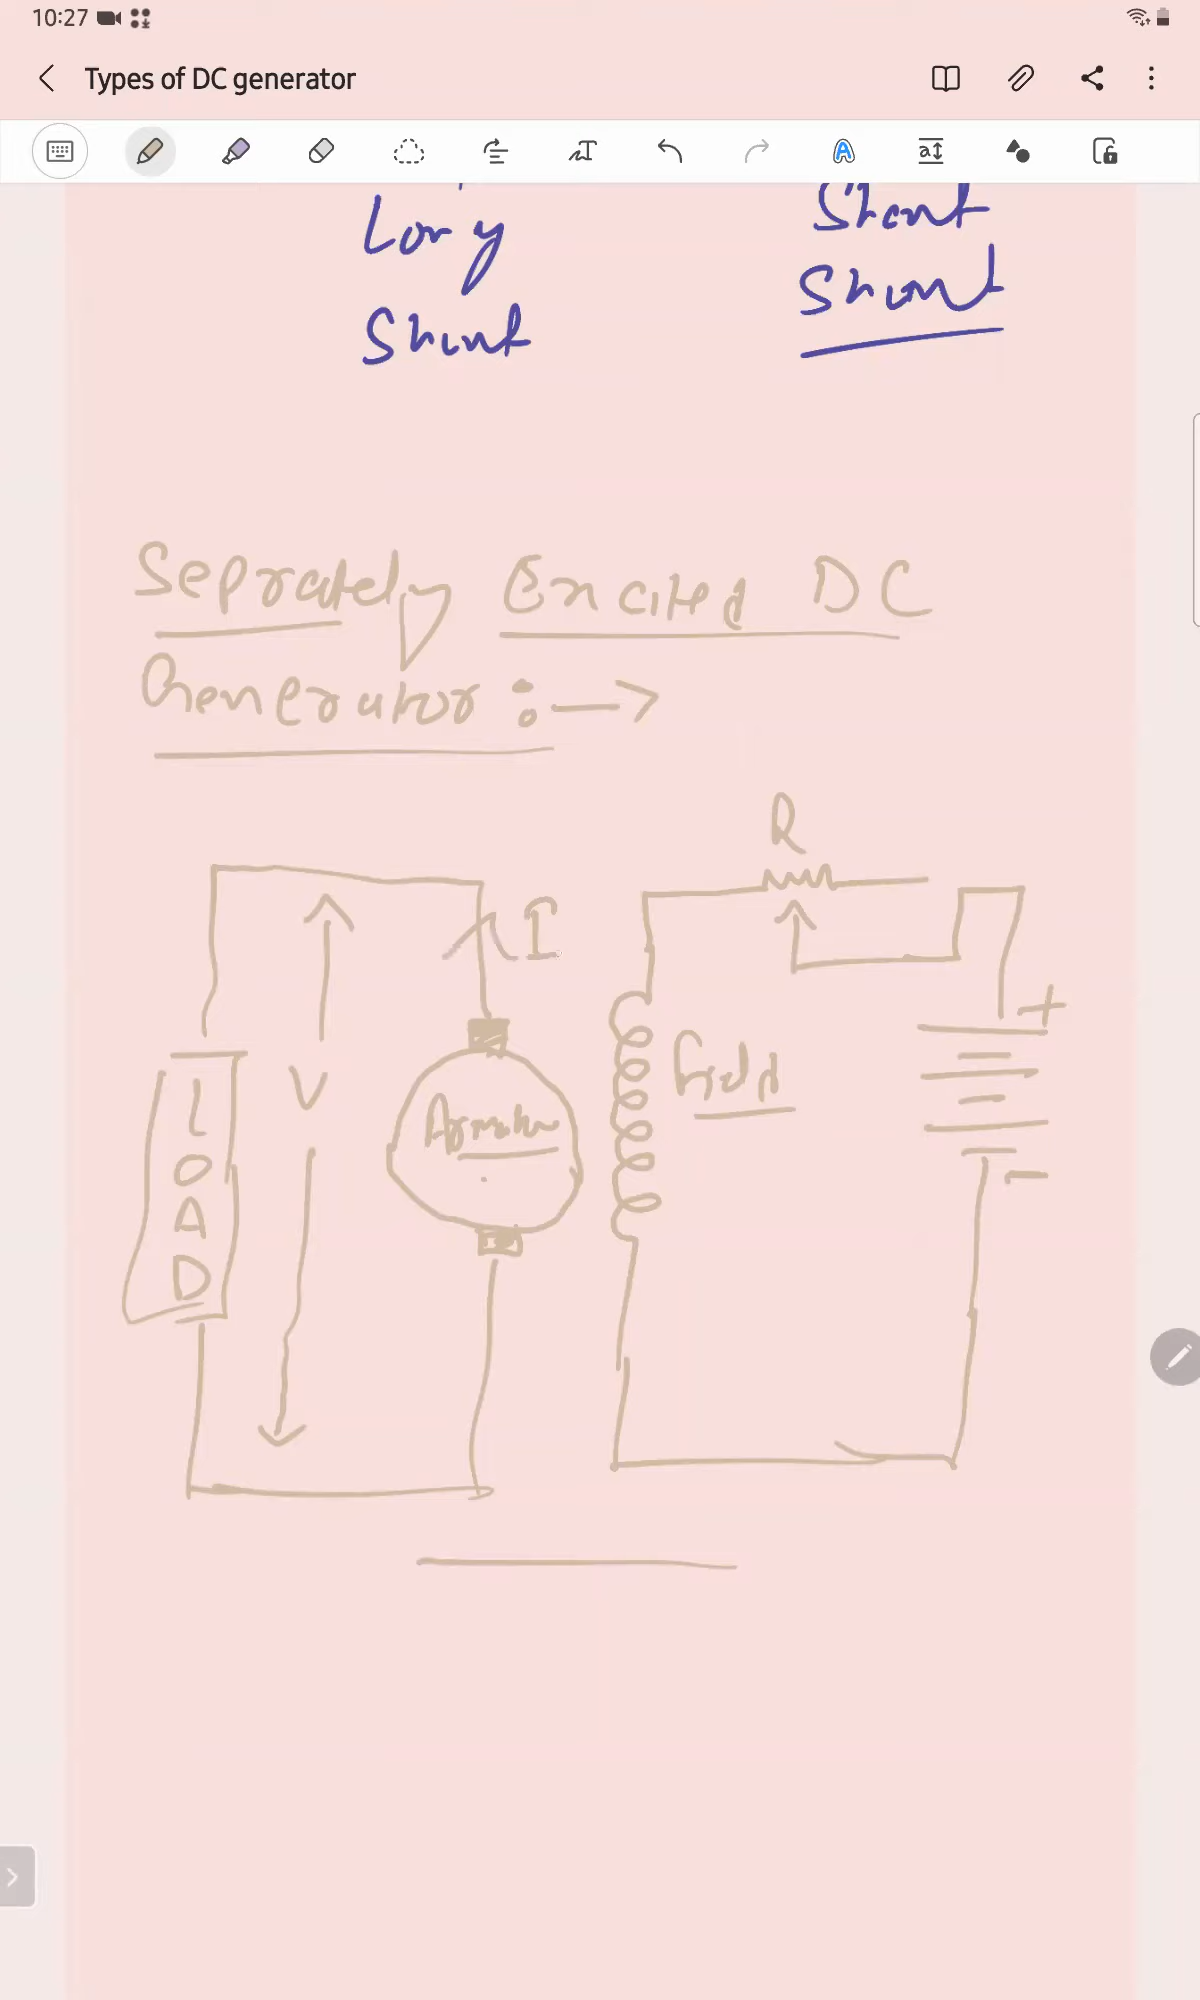 10:27
Types of DC generator
Long
Shunt
Short
Shunt
Seprately Excited DC
Generator :→
R
I
+
V
Field
Armature
LOAD
-